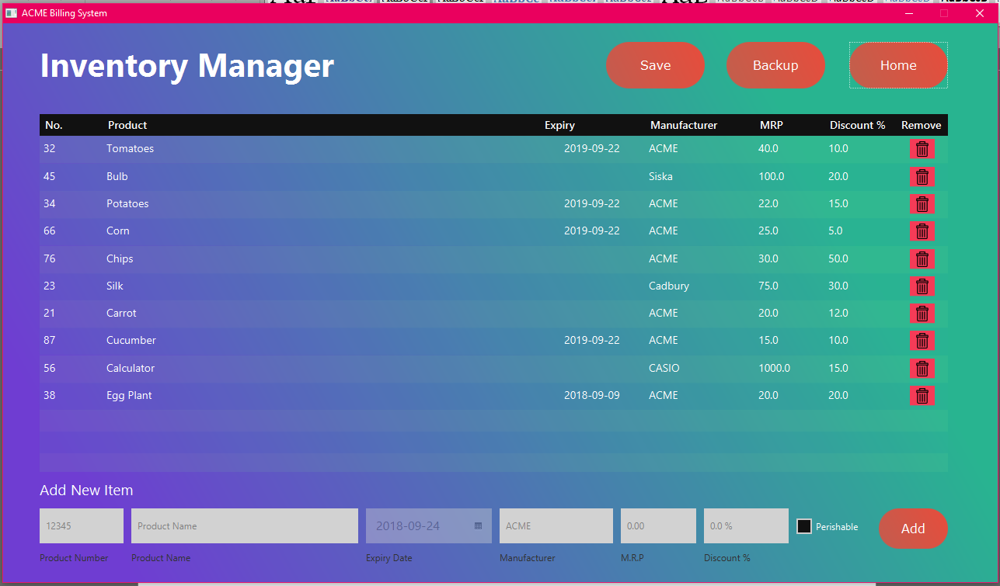 ACME Billing System
Inventory Manager Save Backup Home
No. Product Expiry Manufacturer MRP Discount % Remove
32 Tomatoes 2019-09-22 ACME 40.0 10.0
45 Bulb Siska 100.0 20.0
34 Potatoes 2019-09-22 ACME 22.0 15.0
66 Corn 2019-09-22 ACME 25.0 5.0
76 Chips ACME 30.0 50.0
23 Silk Cadbury 75.0 30.0
21 Carrot ACME 20.0 12.0
87 Cucumber 2019-09-22 ACME 15.0 10.0
56 Calculator CASIO 1000.0 15.0
38 Egg Plant 2018-09-09 ACME 20.0 20.0
Add New Item
12345 Product Name 2018-09-24 ACME 0.00 0.0 % Perishable Add
Product Number Product Name Expiry Date Manufacturer M.R.P Discount %